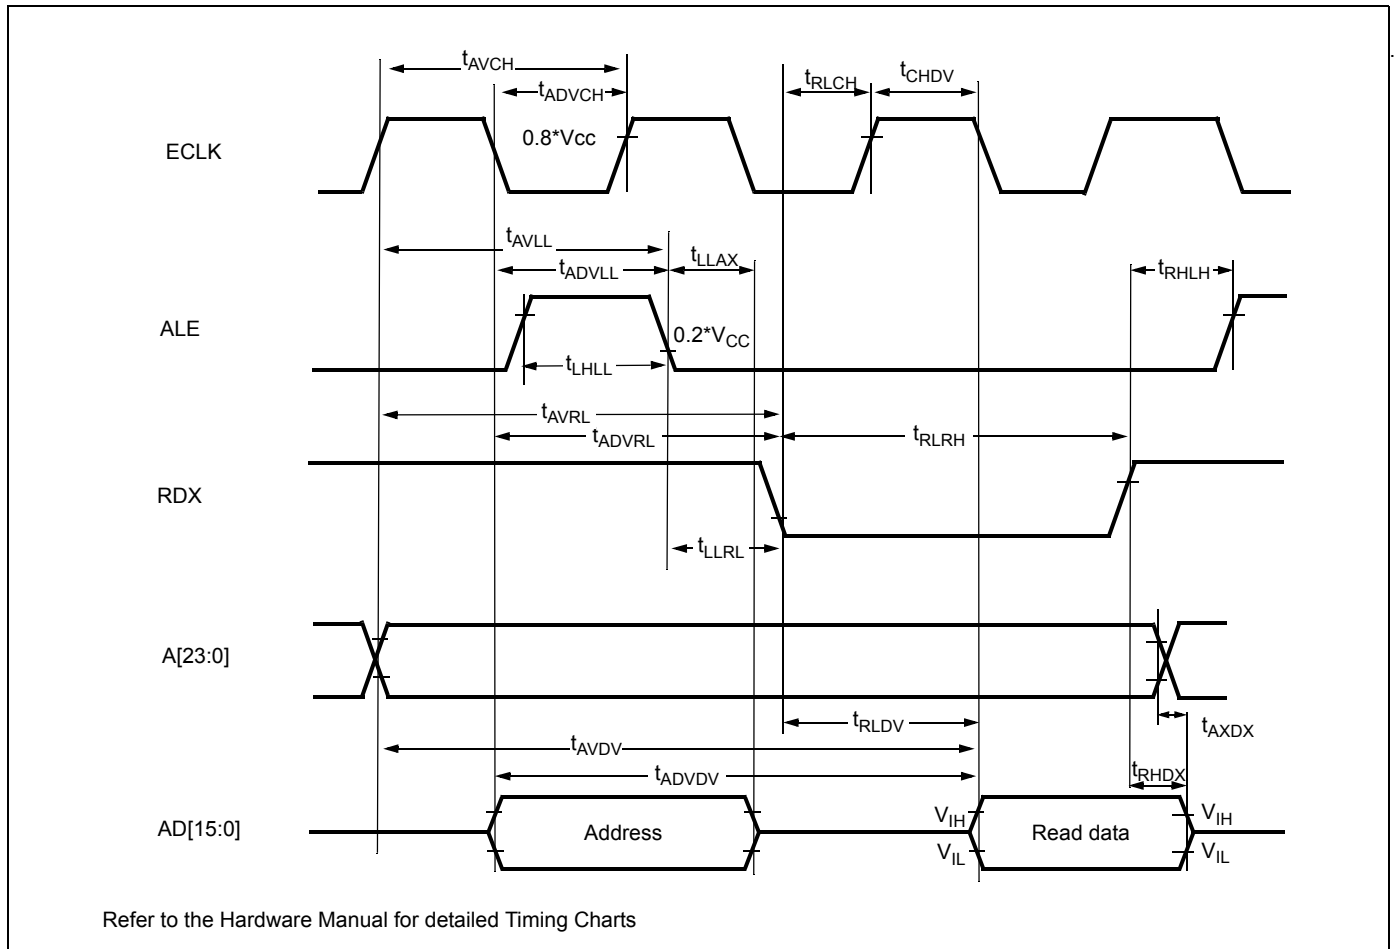 tAVCH
tADVCH
tRLCH
tCHDV
ECLK
0.8*Vcc
tAVLL
tADVLL
tLLAX
tRHLH
ALE
0.2*VCC
tLHLL
tAVRL
tADVRL
tRLRH
RDX
tLLRL
A[23:0]
tRLDV
tAXDX
tAVDV
tADVDV
tRHDX
AD[15:0]
Address
VIH
VIL
Read data
VIH
VIL
Refer to the Hardware Manual for detailed Timing Charts